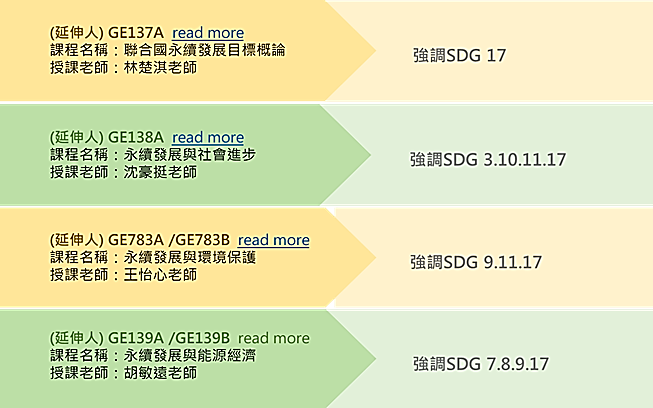 (延伸人) GE137A read more
課程名稱：聯合國永續發展目標概論
授課老師：林楚淇老師
強調SDG 17
(延伸人) GE138A read more
課程名稱：永續發展與社會進步
授課老師：沈豪挺老師
強調SDG 3.10.11.17
(延伸人) GE783A /GE783B read more
課程名稱：永續發展與環境保護
授課老師：王怡心老師
強調SDG 9.11.17
(延伸人) GE139A /GE139B read more
課程名稱：永續發展與能源經濟
授課老師：胡敏遠老師
強調SDG 7.8.9.17